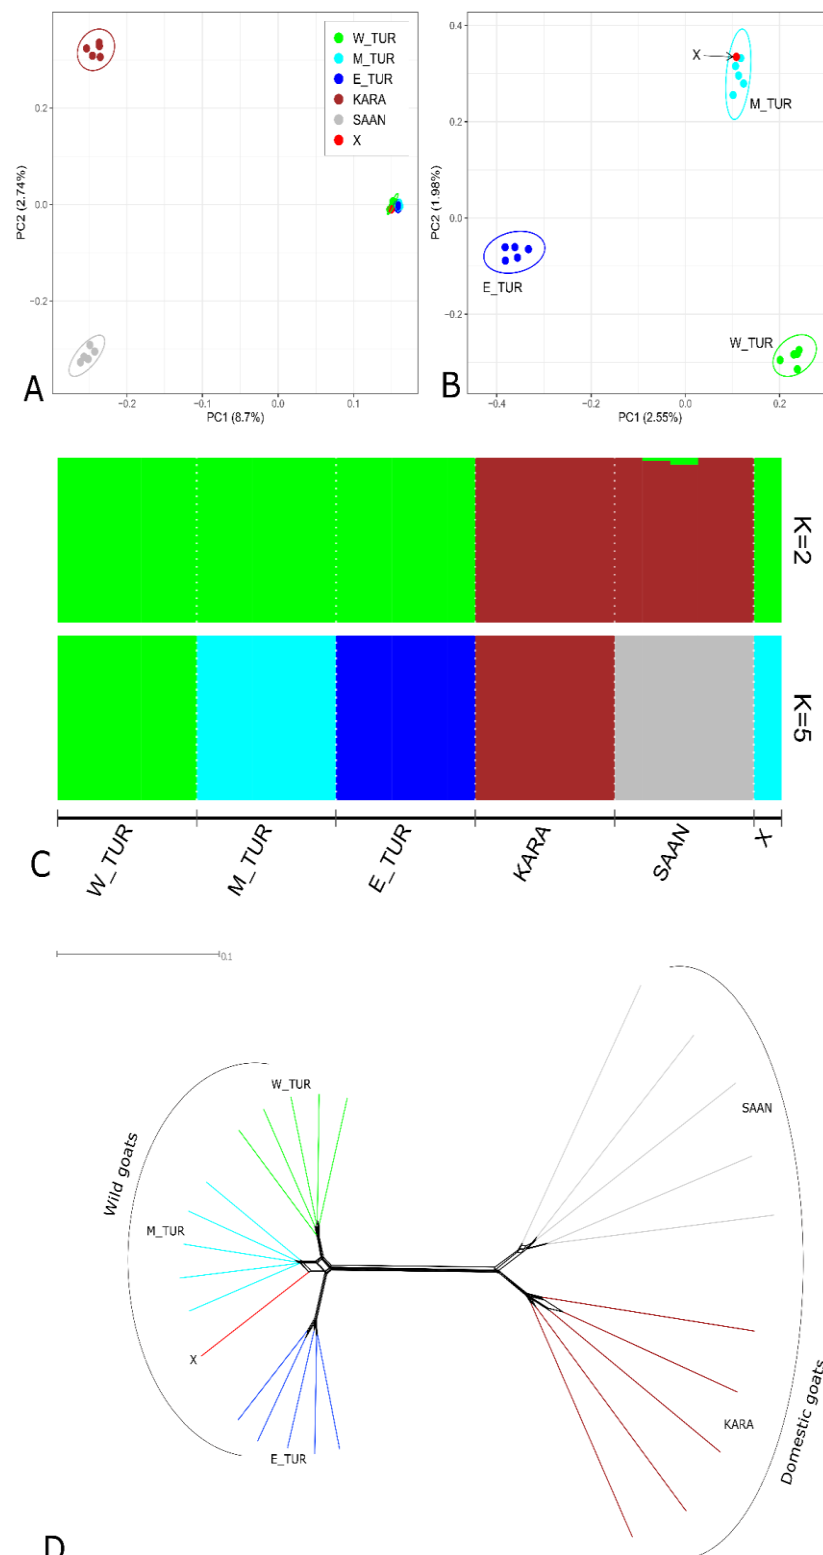 W_TUR
M_TUR
E_TUR
KARA
SAAN
X
0.2
0.0
−0.2
PC2 (2.74%)
−0.2
−0.1
0.0
0.1
PC1 (8.7%)
A
0.4
0.2
0.0
−0.2
PC2 (1.98%)
X
M_TUR
E_TUR
W_TUR
−0.4
−0.2
0.0
0.2
PC1 (2.55%)
B
K=2
K=5
W_TUR
M_TUR
E_TUR
KARA
SAAN
X
C
0.1
Wild goats
W_TUR
M_TUR
X
E_TUR
SAAN
KARA
Domestic goats
D